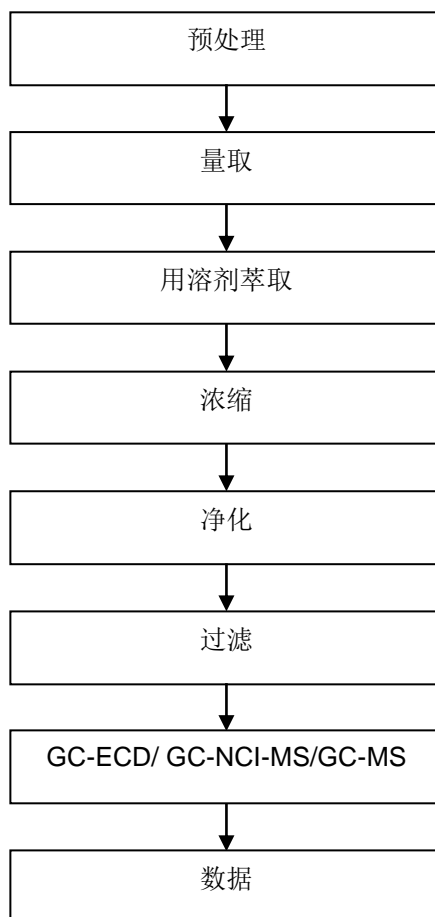 预处理
量取
用溶剂萃取
浓缩
净化
过滤
GC-ECD/ GC-NCI-MS/GC-MS
数据